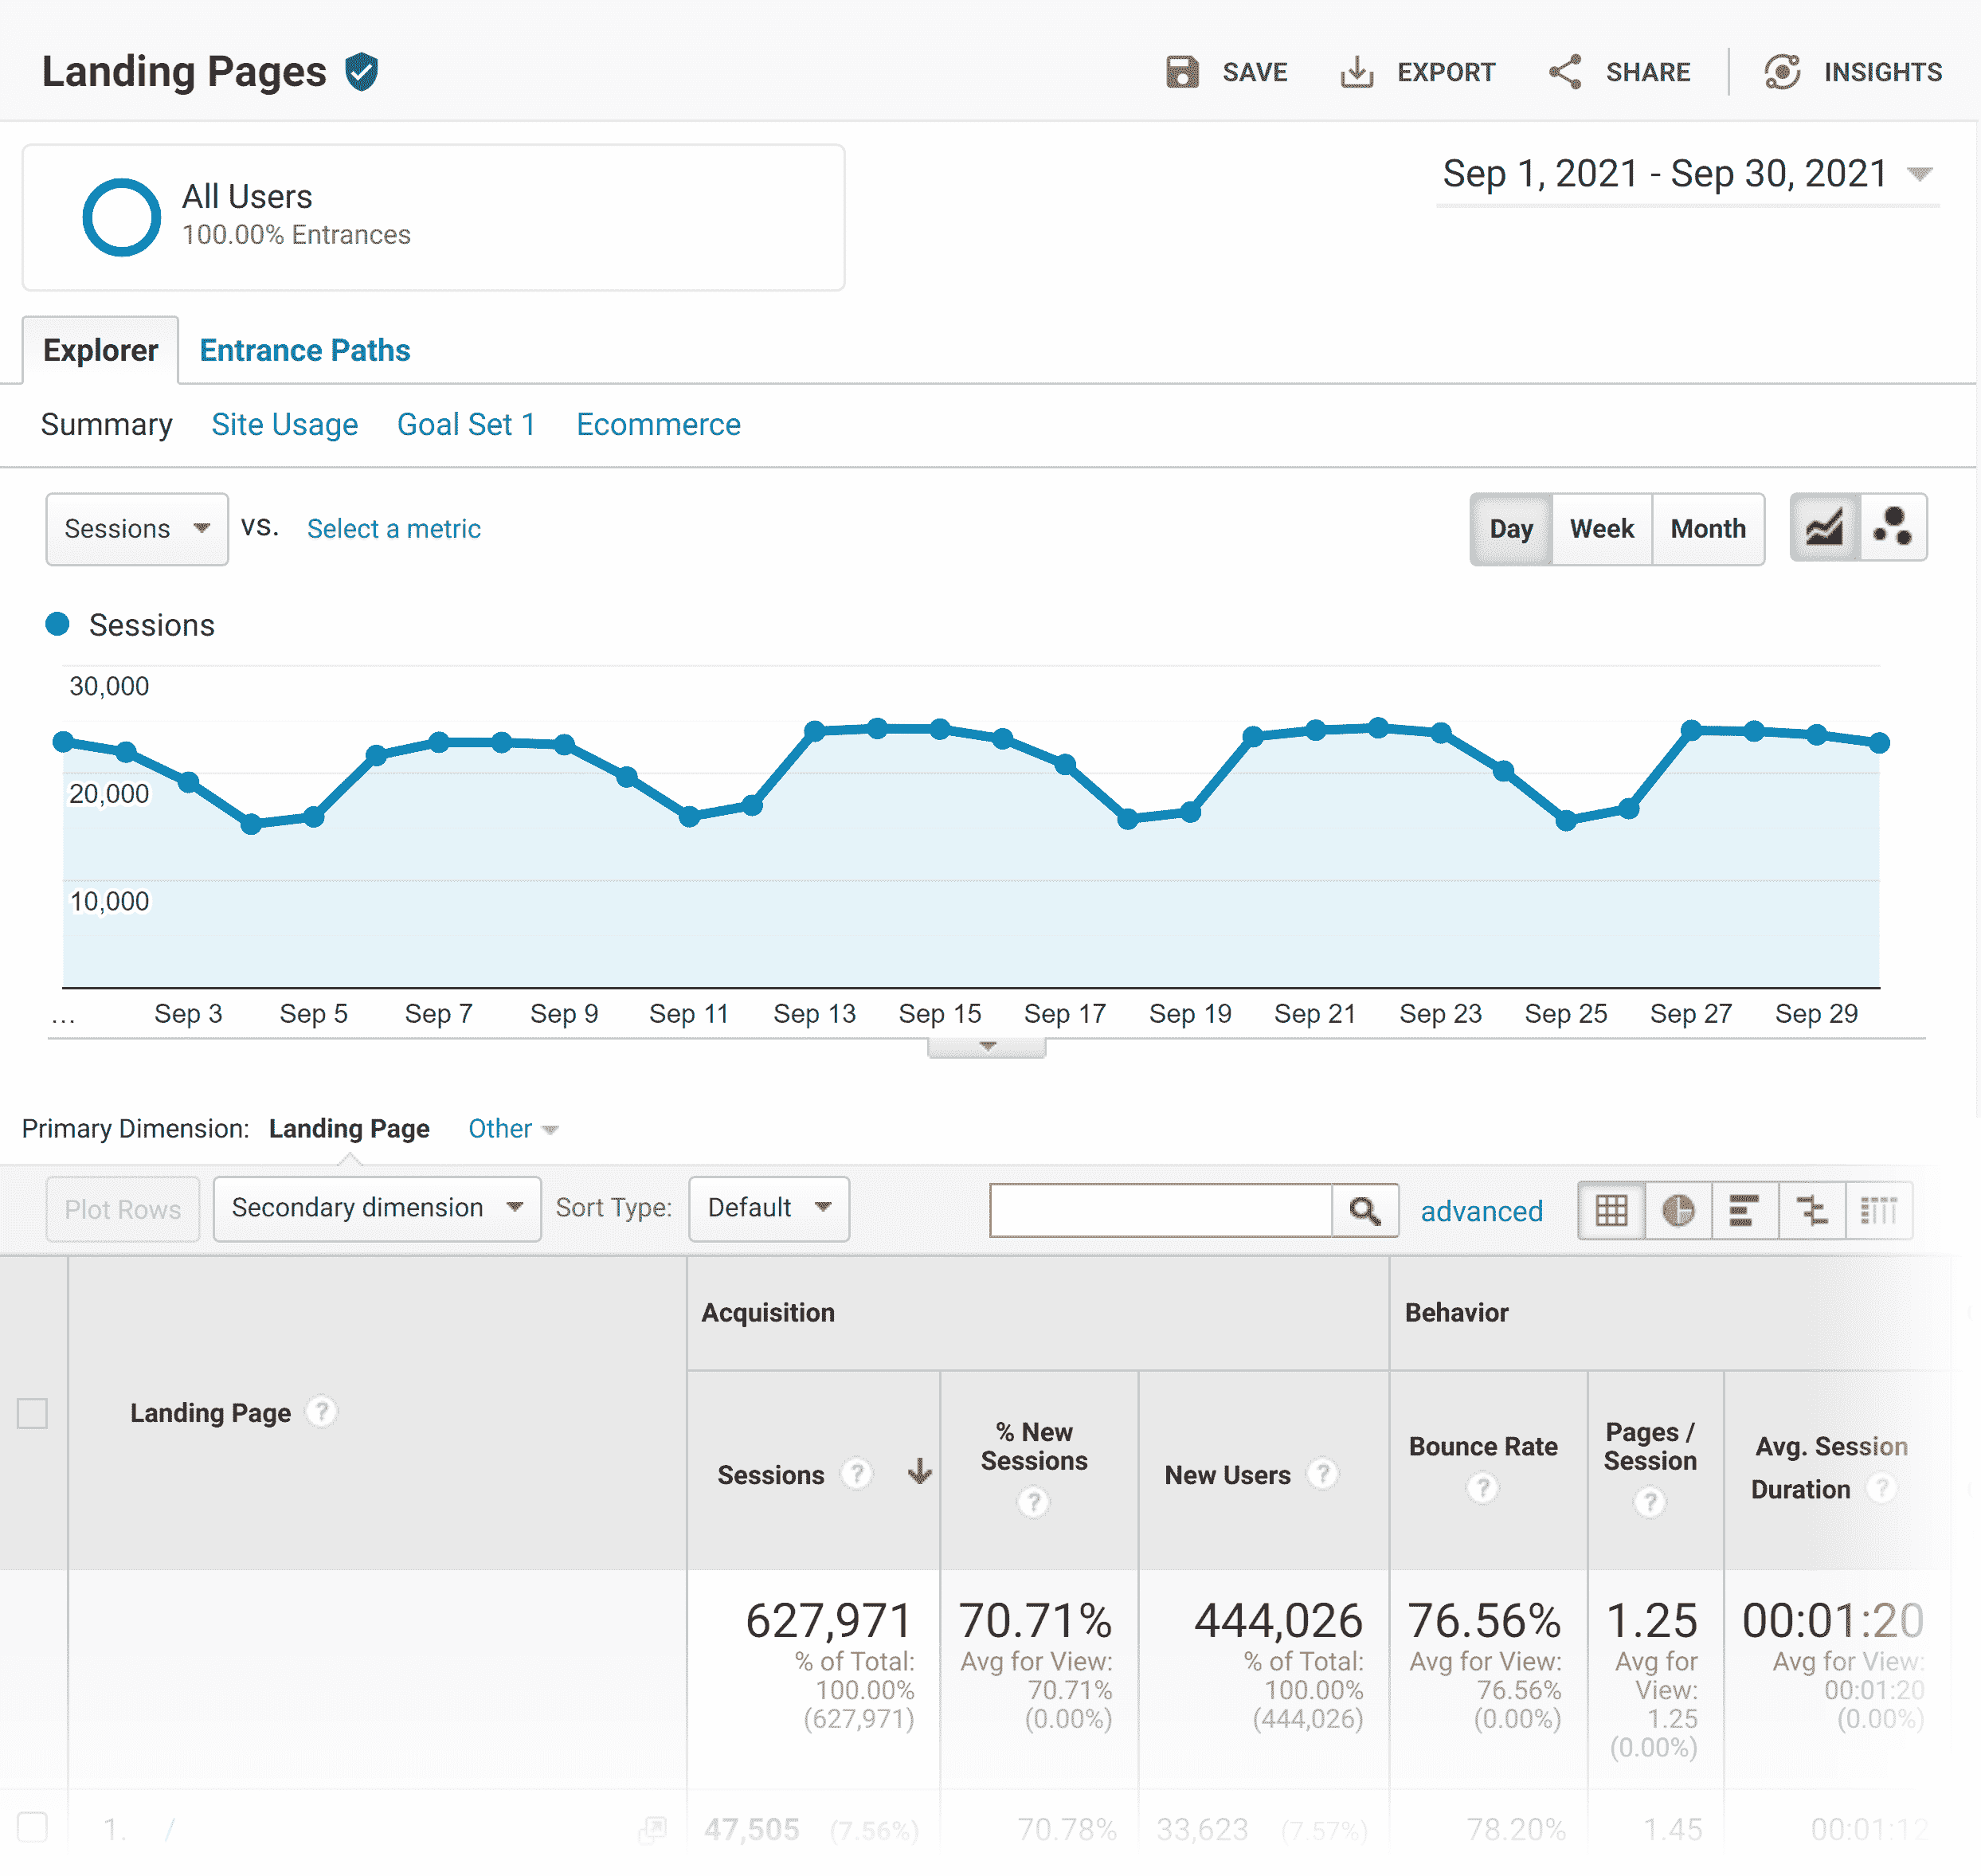 Landing Pages
SAVE EXPORT SHARE INSIGHTS
All Users
100.00% Entrances
Sep 1, 2021 - Sep 30, 2021
Explorer Entrance Paths
Summary Site Usage Goal Set 1 Ecommerce
Sessions vs. Select a metric
Day Week Month
Sessions
30,000
20,000
10,000
... Sep 3 Sep 5 Sep 7 Sep 9 Sep 11 Sep 13 Sep 15 Sep 17 Sep 19 Sep 21 Sep 23 Sep 25 Sep 27 Sep 29
Primary Dimension: Landing Page Other
Plot Rows Secondary dimension Sort Type: Default advanced
Acquisition Behavior
Landing Page ?
Sessions ?
% New
Sessions
?
New Users ?
Bounce Rate
?
Pages /
Session
?
Avg. Session
Duration ?
627,971
% of Total:
100.00%
(627,971)
70.71%
Avg for View:
70.71%
(0.00%)
444,026
% of Total:
100.00%
(444,026)
76.56%
Avg for View:
76.56%
(0.00%)
1.25
Avg for
View:
1.25
(0.00%)
00:01:20
Avg for View:
00:01:20
(0.00%)
1. / 47,505 (7.56%) 70.78% 33,623 (7.57%) 78.20% 1.45 00:01:12